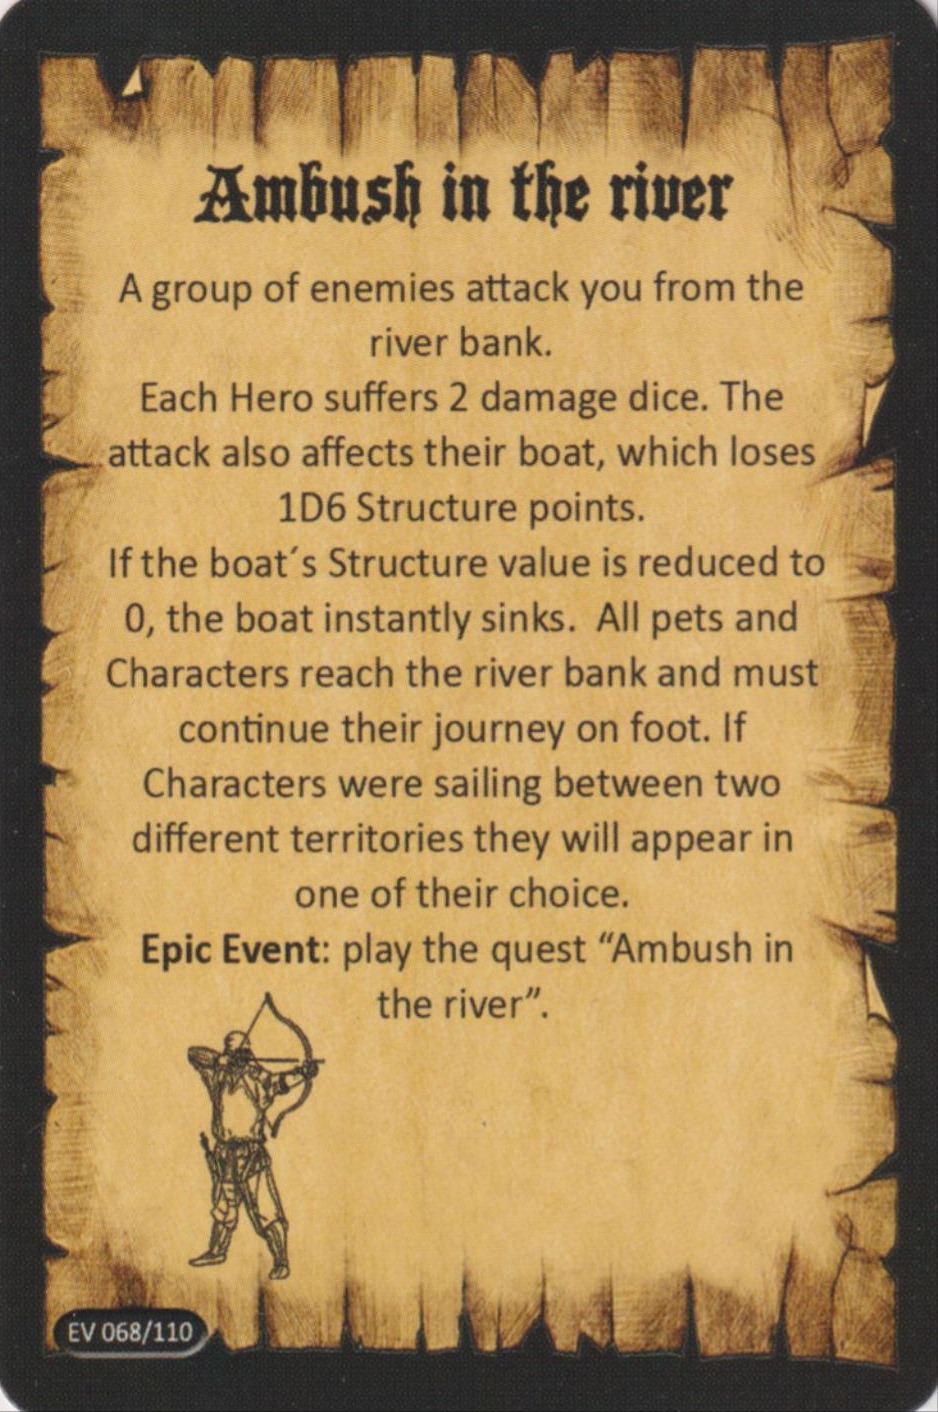 Ambush in the river
A group of enemies attack you from the
river bank.
Each Hero suffers 2 damage dice. The
attack also affects their boat, which loses
1D6 Structure points.
If the boat´s Structure value is reduced to
0, the boat instantly sinks.  All pets and
Characters reach the river bank and must
continue their journey on foot. If
Characters were sailing between two
different territories they will appear in
one of their choice.
Epic Event: play the quest “Ambush in
the river”.
EV 068/110